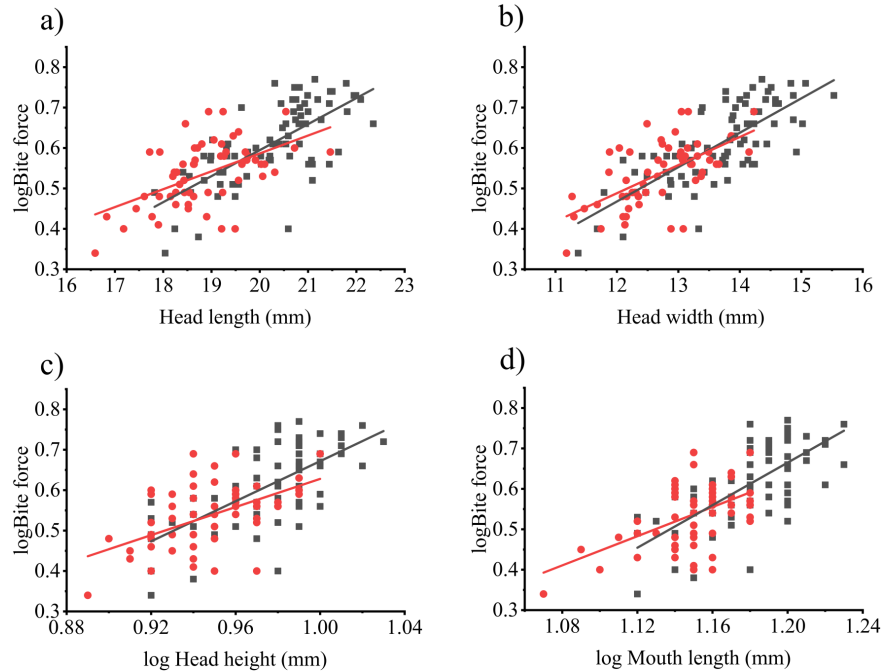 a)
0.8
0.7
0.6
0.5
0.4
0.3
logBite force
16 17 18 19 20 21 22 23
Head length (mm)
b)
0.8
0.7
0.6
0.5
0.4
0.3
logBite force
11 12 13 14 15 16
Head width (mm)
c)
0.8
0.7
0.6
0.5
0.4
0.3
logBite force
0.88 0.92 0.96 1.00 1.04
log Head height (mm)
d)
0.8
0.7
0.6
0.5
0.4
0.3
logBite force
1.08 1.12 1.16 1.20 1.24
log Mouth length (mm)